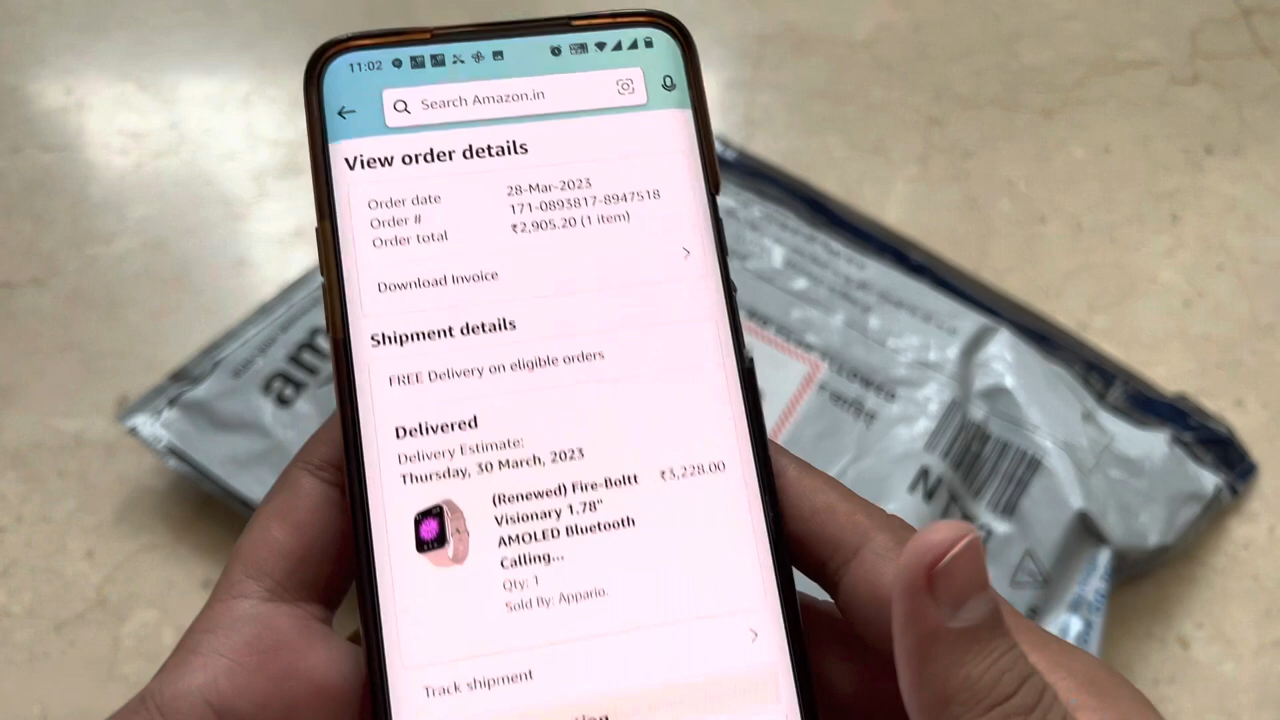 11:02
Search Amazon.in
View order details
Order date 28-Mar-2023
Order # 171-0893817-8947518
Order total ₹2,905.20 (1 item)
Download Invoice
Shipment details
FREE Delivery on eligible orders
Delivered
Delivery Estimate:
Thursday, 30 March, 2023
(Renewed) Fire-Boltt ₹3,228.00
Visionary 1.78"
AMOLED Bluetooth
Calling...
Qty: 1
Sold By: Appario.
Track shipment
am